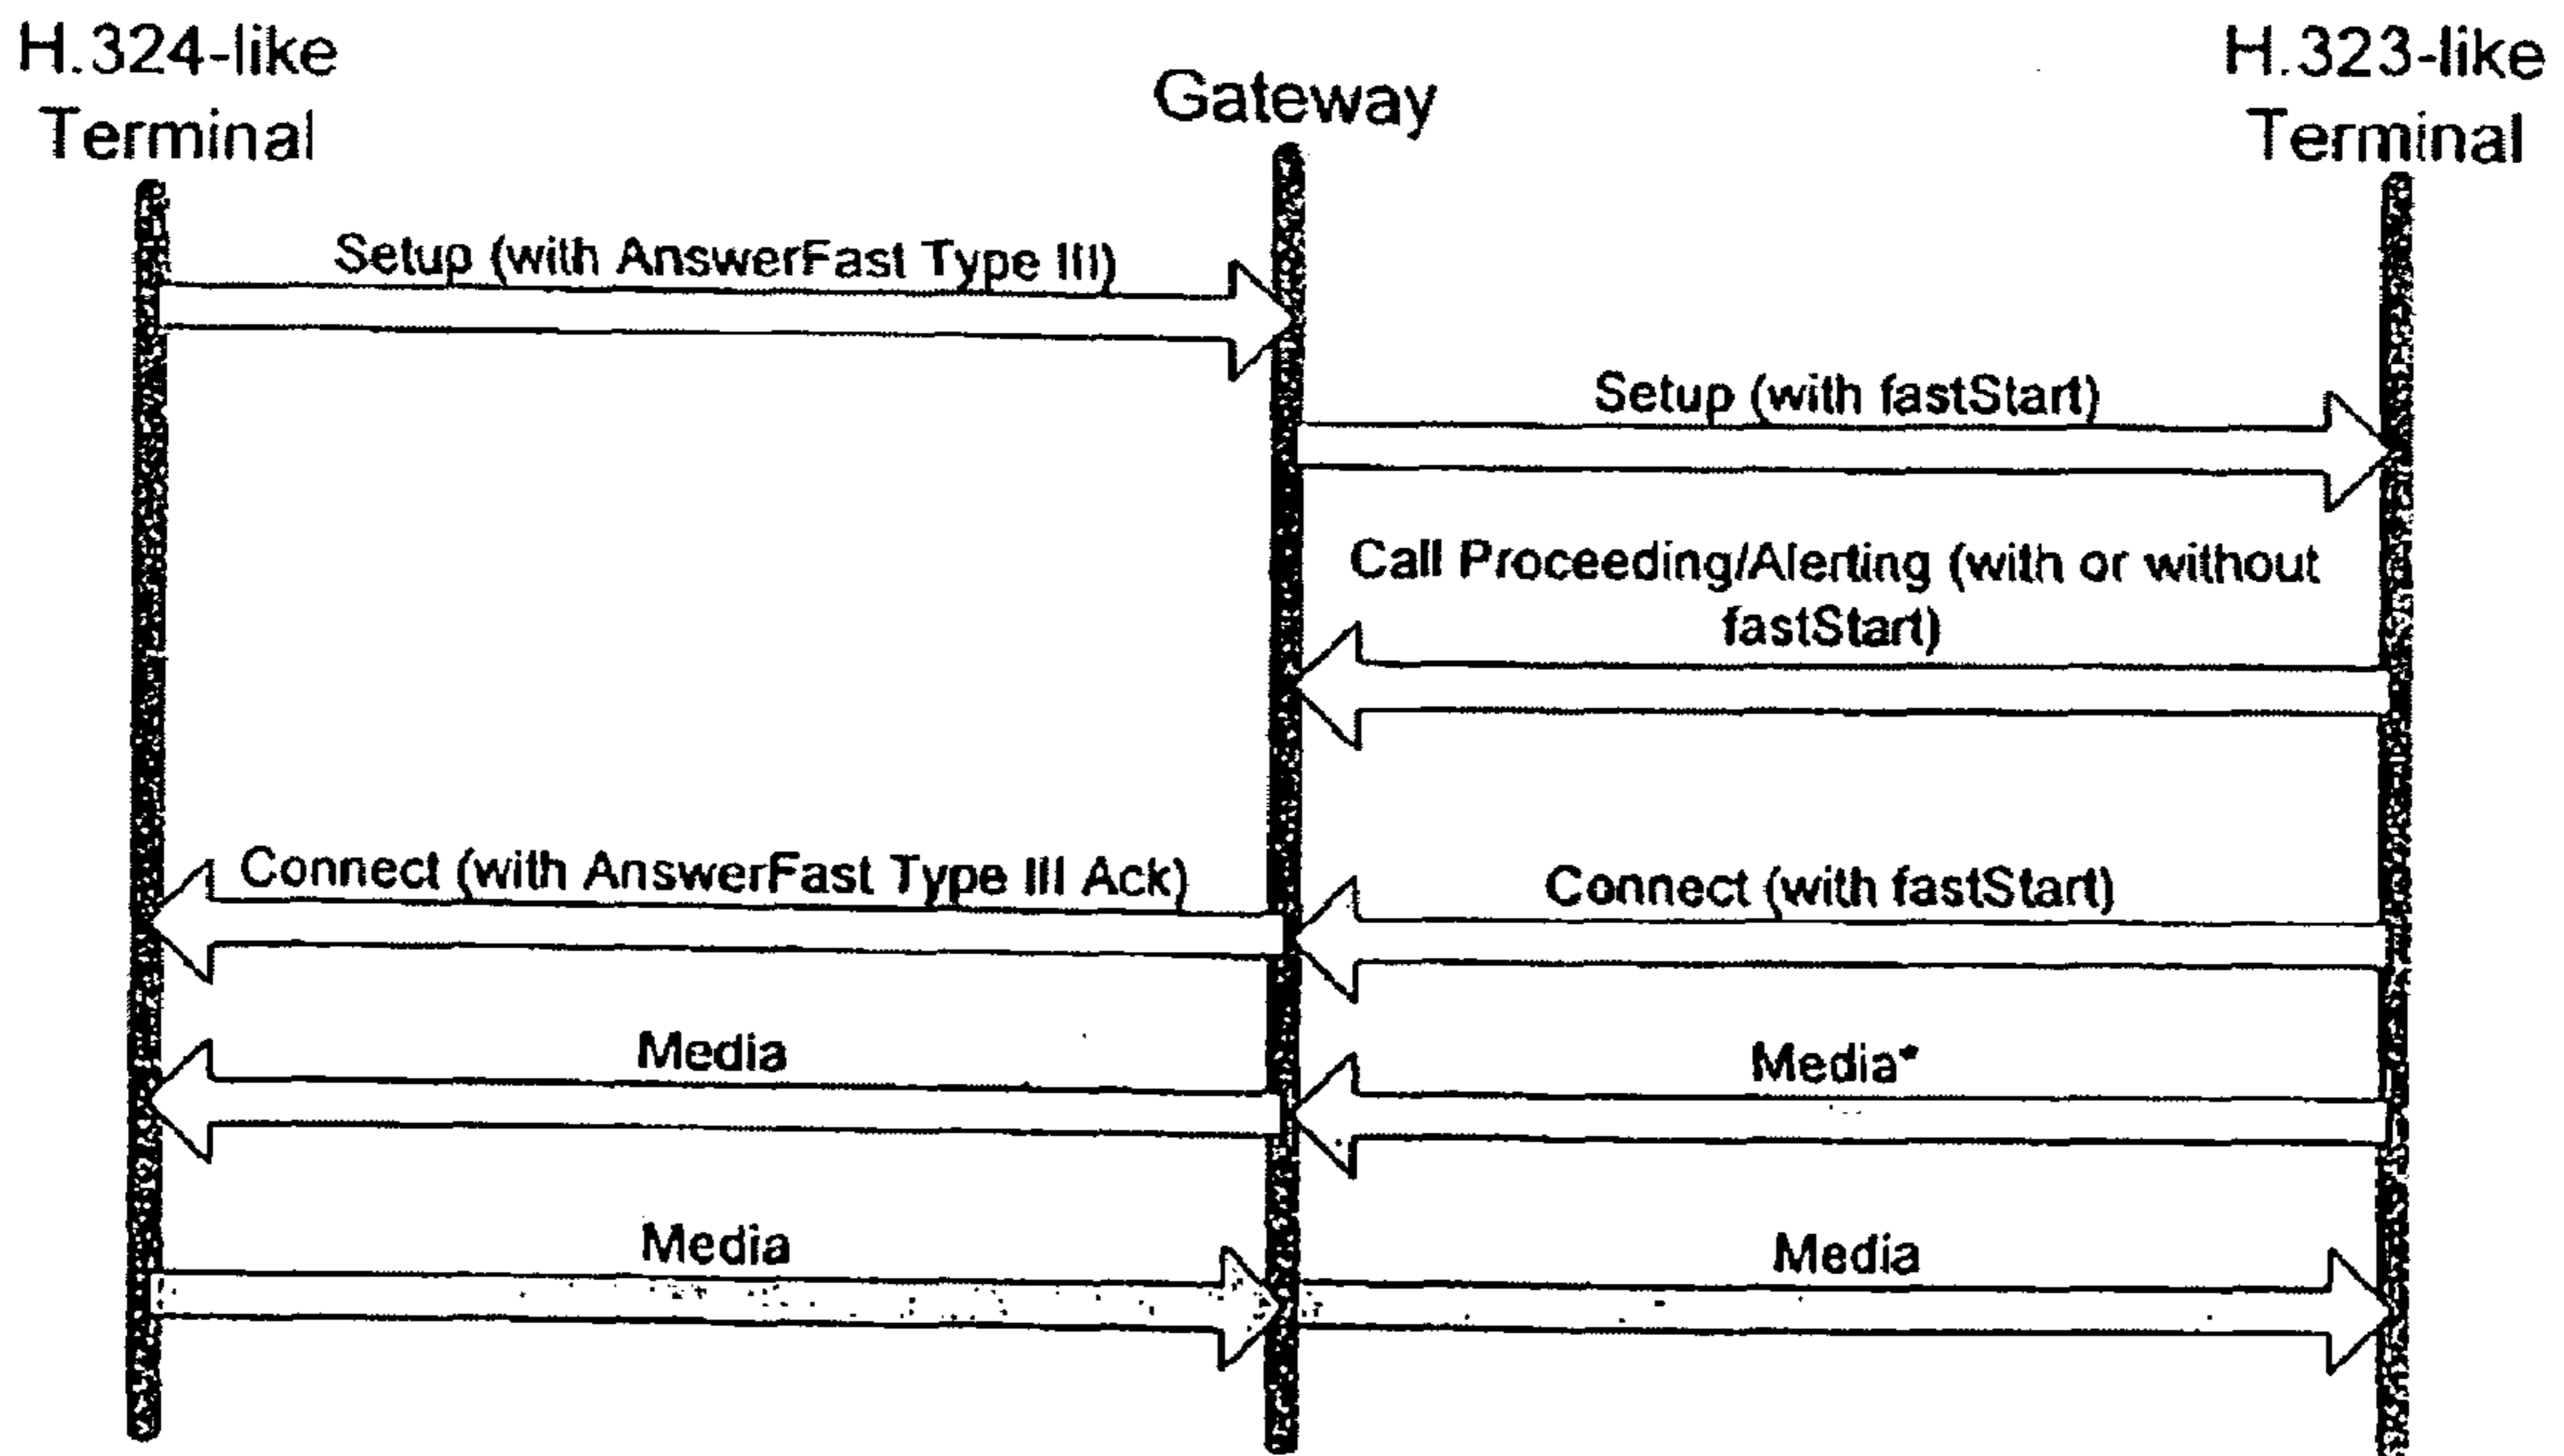 H.324-like
Terminal
Gateway
H.323-like
Terminal
Setup (with AnswerFast Type III)
Setup (with fastStart)
Call Proceeding/Alerting (with or without
fastStart)
Connect (with AnswerFast Type III Ack)
Connect (with fastStart)
Media
Media*
Media
Media